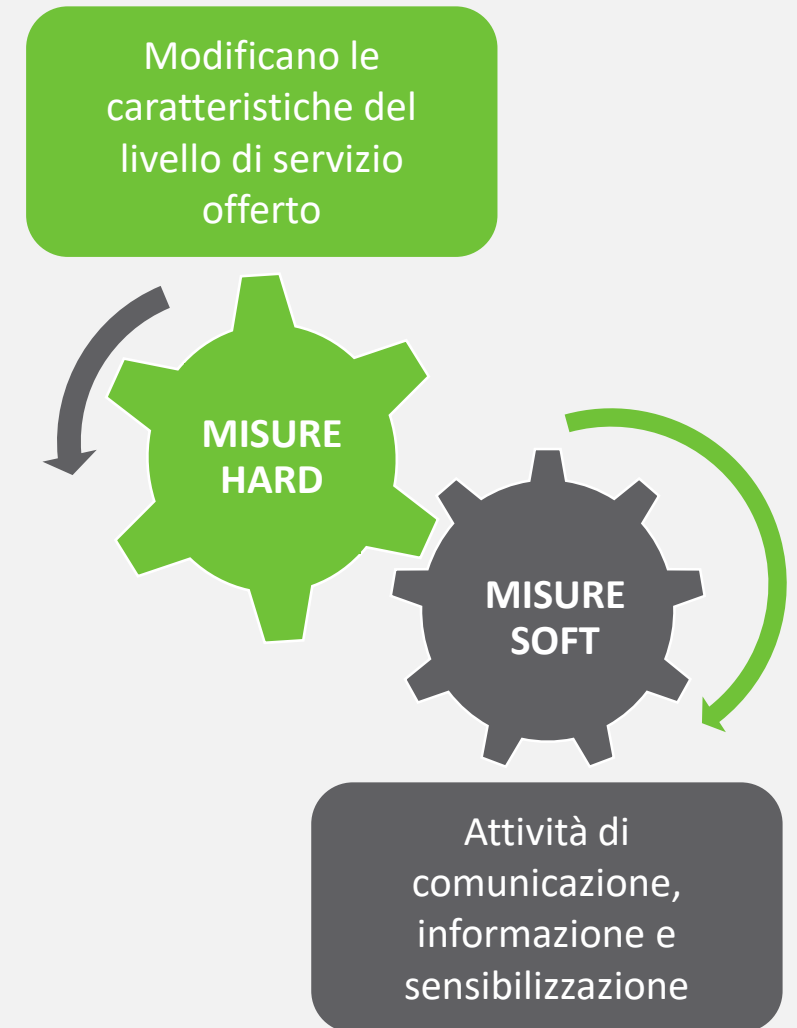 Modificano le
caratteristiche del
livello di servizio
offerto
MISURE
HARD
MISURE
SOFT
Attività di
comunicazione,
informazione e
sensibilizzazione